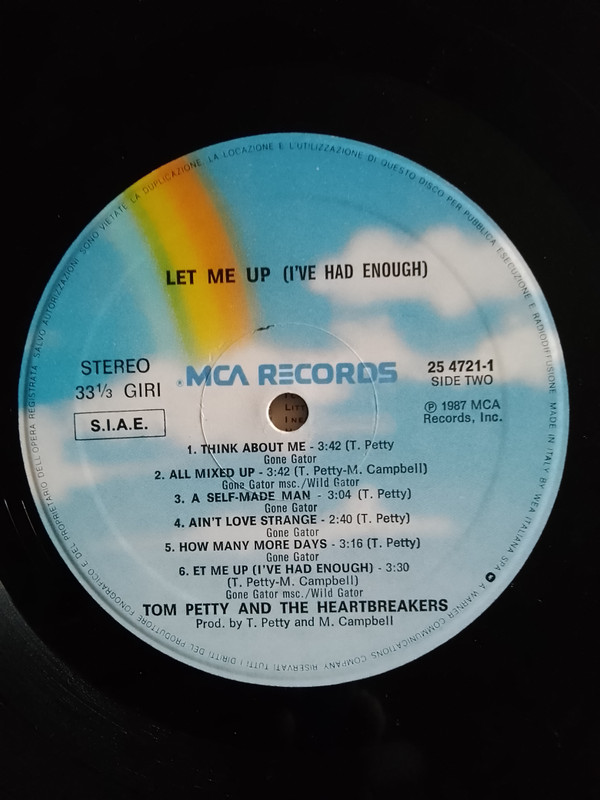 SONO VIETATE LA DUPLICAZIONE, LA LOCAZIONE E L'UTILIZZAZIONE DI QUESTO DISCO PER PUBBLICA ESECUZIONE E RADIODIFFUSIONE MADE IN ITALY BY WEA ITALIANA SPA A WARNER COMMUNICATIONS COMPANY RISERVATI TUTTI I DIRITTI DEL PRODUTTORE FONOGRAFICO E DEL PROPRIETARIO DELL'OPERA REGISTRATA SALVO AUTORIZZAZIONI
LET ME UP (I'VE HAD ENOUGH)
STEREO
33 1/3 GIRI
S.I.A.E.
MCA RECORDS
25 4721-1
SIDE TWO
℗ 1987 MCA
Records, Inc.
1. THINK ABOUT ME - 3:42 (T. Petty
Gone Gator
2. ALL MIXED UP - 3:42 (T. Petty-M. Campbell)
Gone Gator msc./Wild Gator
3. A SELF-MADE MAN - 3:04 (T. Petty)
Gone Gator
4. AIN'T LOVE STRANGE - 2:40 (T. Petty)
Gone Gator
5. HOW MANY MORE DAYS - 3:16 (T. Petty)
Gone Gator
6. ET ME UP (I'VE HAD ENOUGH) - 3:30
(T. Petty-M. Campbell)
Gone Gator msc./Wild Gator
TOM PETTY AND THE HEARTBREAKERS
Prod. by T. Petty and M. Campbell